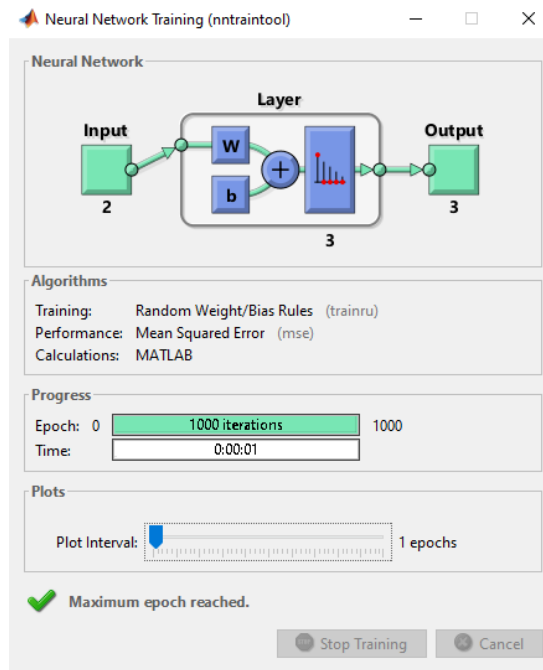 Neural Network Training (nntraintool)
Neural Network
Layer
Input
Output
W
b
+
2
3
3
Algorithms
Training: Random Weight/Bias Rules (trainru)
Performance: Mean Squared Error (mse)
Calculations: MATLAB
Progress
Epoch: 0 1000 iterations 1000
Time: 0:00:01
Plots
Plot Interval: 1 epochs
Maximum epoch reached.
Stop Training Cancel